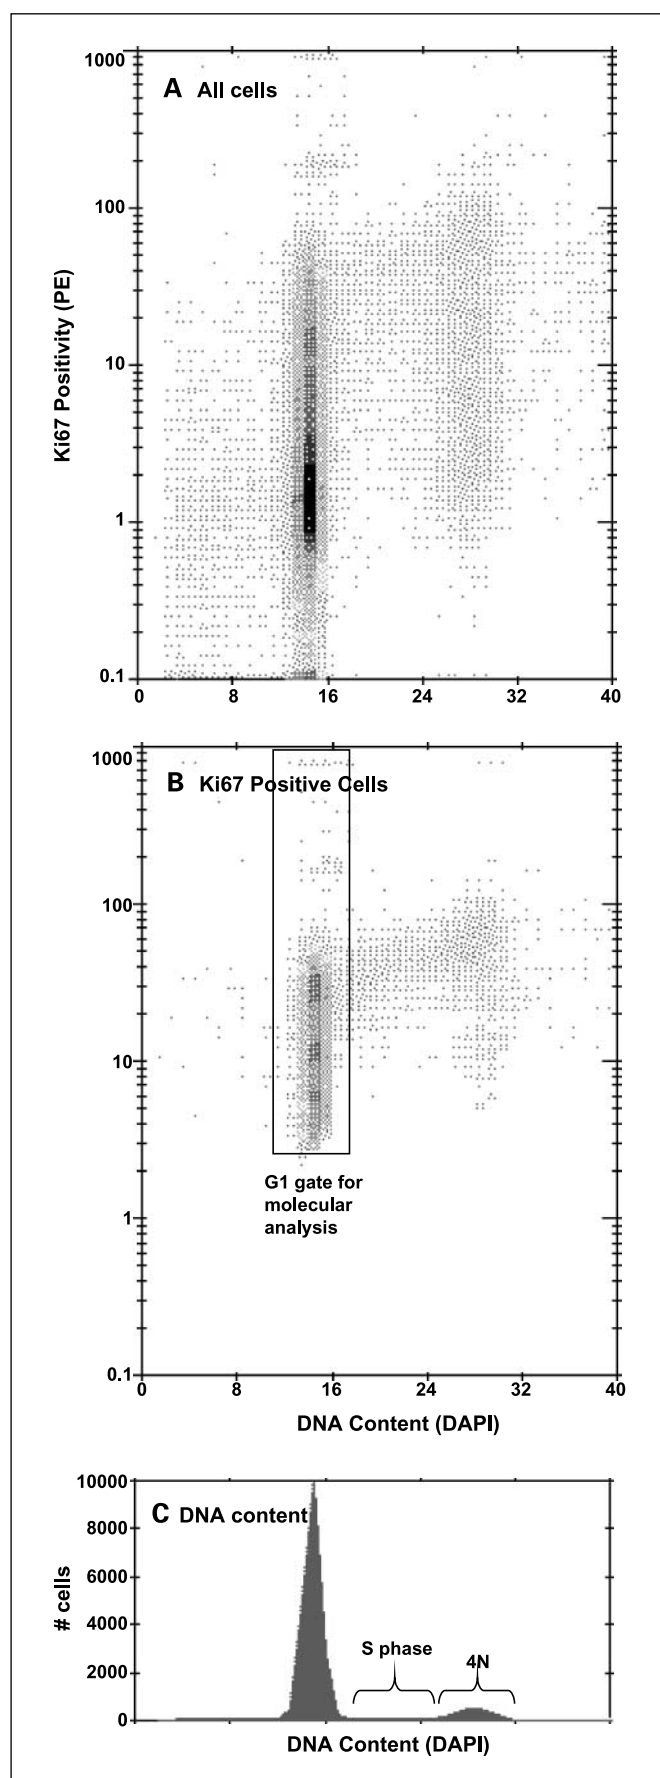 A All cells
1000
100
10
1
0.1
Ki67 Positivity (PE)
0 8 16 24 32 40
B Ki67 Positive Cells
1000
100
10
1
0.1
G1 gate for
molecular
analysis
0 8 16 24 32 40
DNA Content (DAPI)
C DNA content
10000
8000
6000
4000
2000
0
# cells
S phase
4N
DNA Content (DAPI)